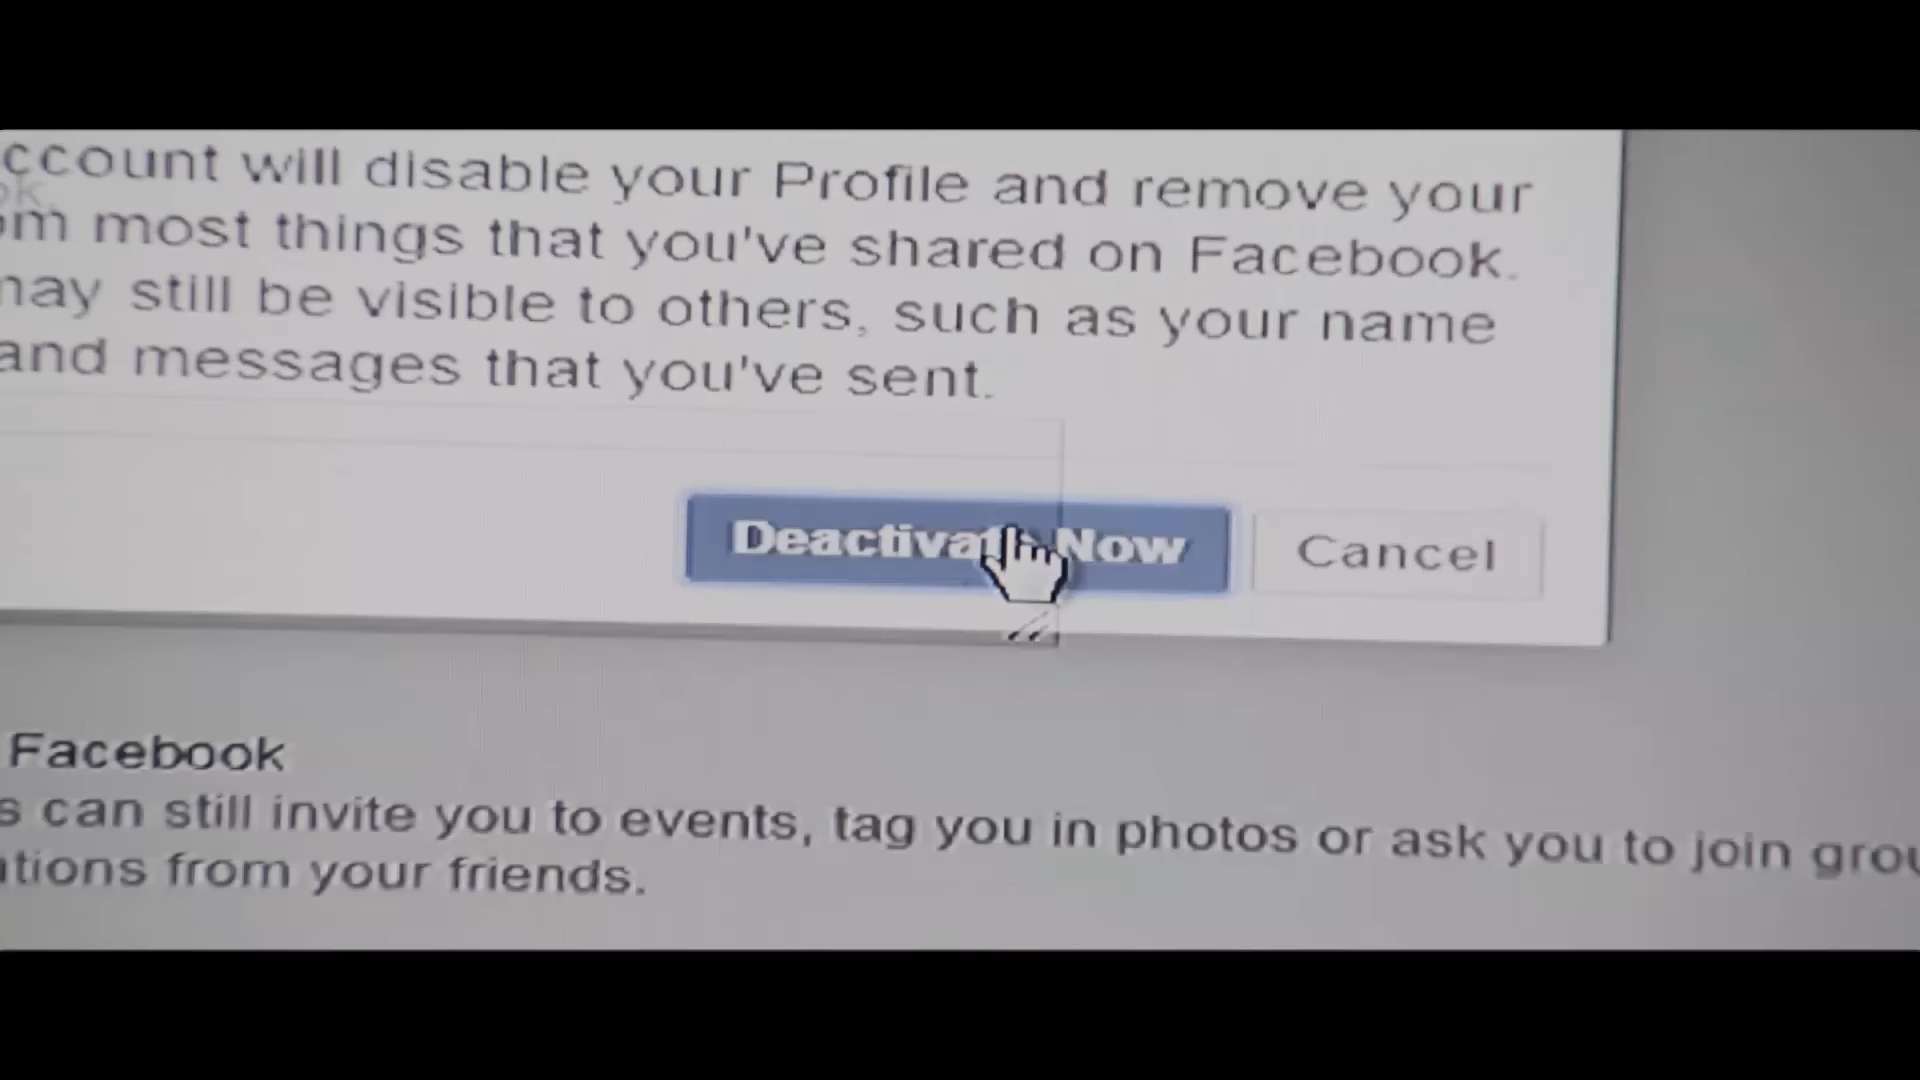 ccount will disable your Profile and remove your
om most things that you've shared on Facebook.
may still be visible to others, such as your name
and messages that you've sent.
Deactivate Now
Cancel
Facebook
s can still invite you to events, tag you in photos or ask you to join grou
ations from your friends.